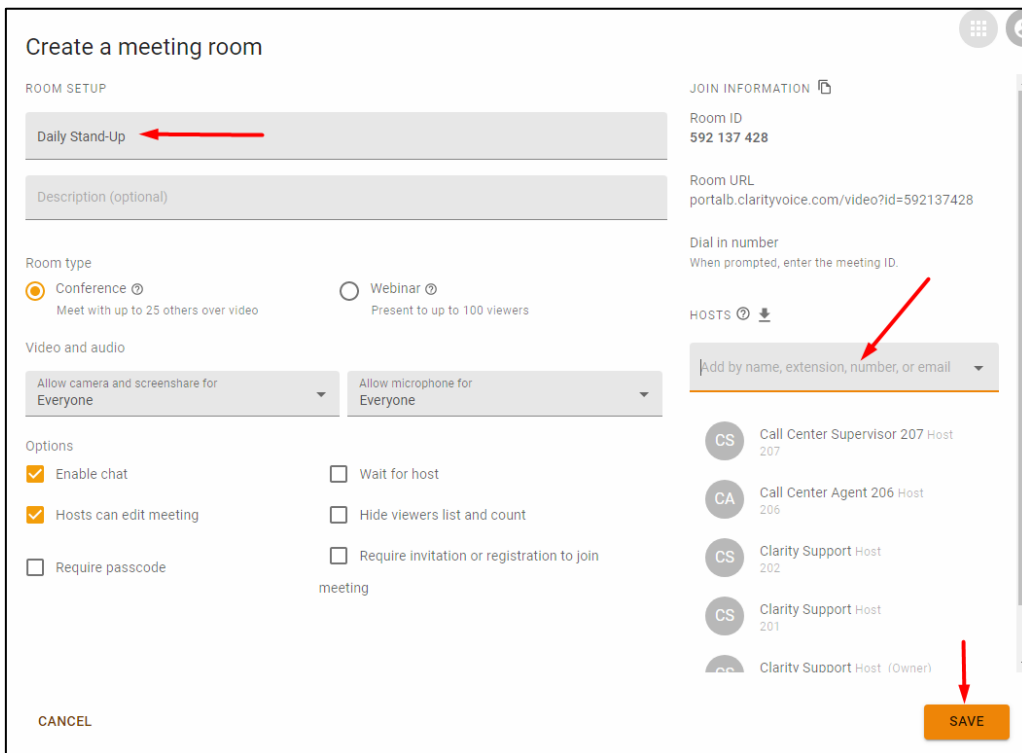 Create a meeting room
ROOM SETUP
Daily Stand-Up
Description (optional)
Room type
Conference
Meet with up to 25 others over video
Webinar
Present to up to 100 viewers
Video and audio
Allow camera and screenshare for
Everyone
Allow microphone for
Everyone
Options
Enable chat
Wait for host
Hosts can edit meeting
Hide viewers list and count
Require passcode
Require invitation or registration to join
meeting
JOIN INFORMATION
Room ID
592 137 428
Room URL
portalb.clarityvoice.com/video?id=592137428
Dial in number
When prompted, enter the meeting ID.
HOSTS
Add by name, extension, number, or email
CS
Call Center Supervisor 207 Host
207
CA
Call Center Agent 206 Host
206
CS
Clarity Support Host
202
CS
Clarity Support Host
201
CS
Clarity Support Host (Owner)
CANCEL
SAVE